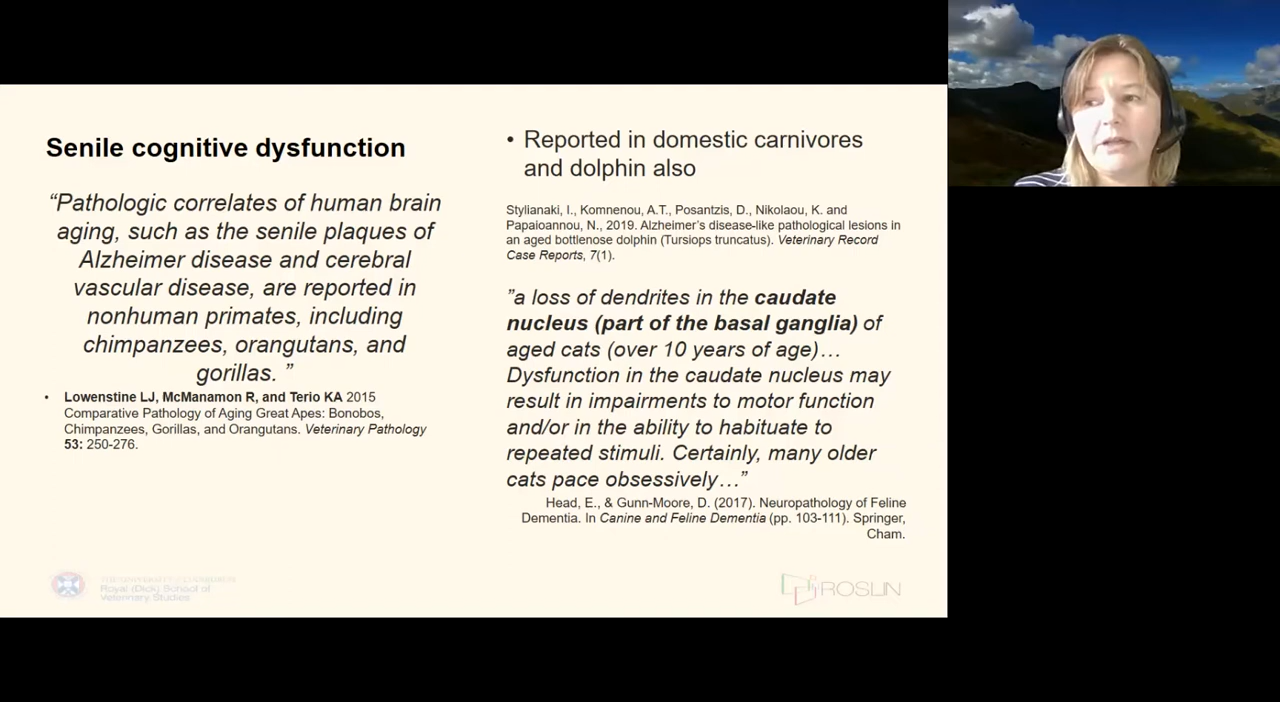 Senile cognitive dysfunction
“Pathologic correlates of human brain
aging, such as the senile plaques of
Alzheimer disease and cerebral
vascular disease, are reported in
nonhuman primates, including
chimpanzees, orangutans, and
gorillas. ”
• Lowenstine LJ, McManamon R, and Terio KA 2015
Comparative Pathology of Aging Great Apes: Bonobos,
Chimpanzees, Gorillas, and Orangutans. Veterinary Pathology
53: 250-276.
• Reported in domestic carnivores
and dolphin also
Stylianaki, I., Komnenou, A.T., Posantzis, D., Nikolaou, K. and
Papaioannou, N., 2019. Alzheimer’s disease-like pathological lesions in
an aged bottlenose dolphin (Tursiops truncatus). Veterinary Record
Case Reports, 7(1).
”a loss of dendrites in the caudate
nucleus (part of the basal ganglia) of
aged cats (over 10 years of age)…
Dysfunction in the caudate nucleus may
result in impairments to motor function
and/or in the ability to habituate to
repeated stimuli. Certainly, many older
cats pace obsessively…”
Head, E., & Gunn-Moore, D. (2017). Neuropathology of Feline
Dementia. In Canine and Feline Dementia (pp. 103-111). Springer,
Cham.
Royal (Dick) School of
Veterinary Studies
ROSLIN